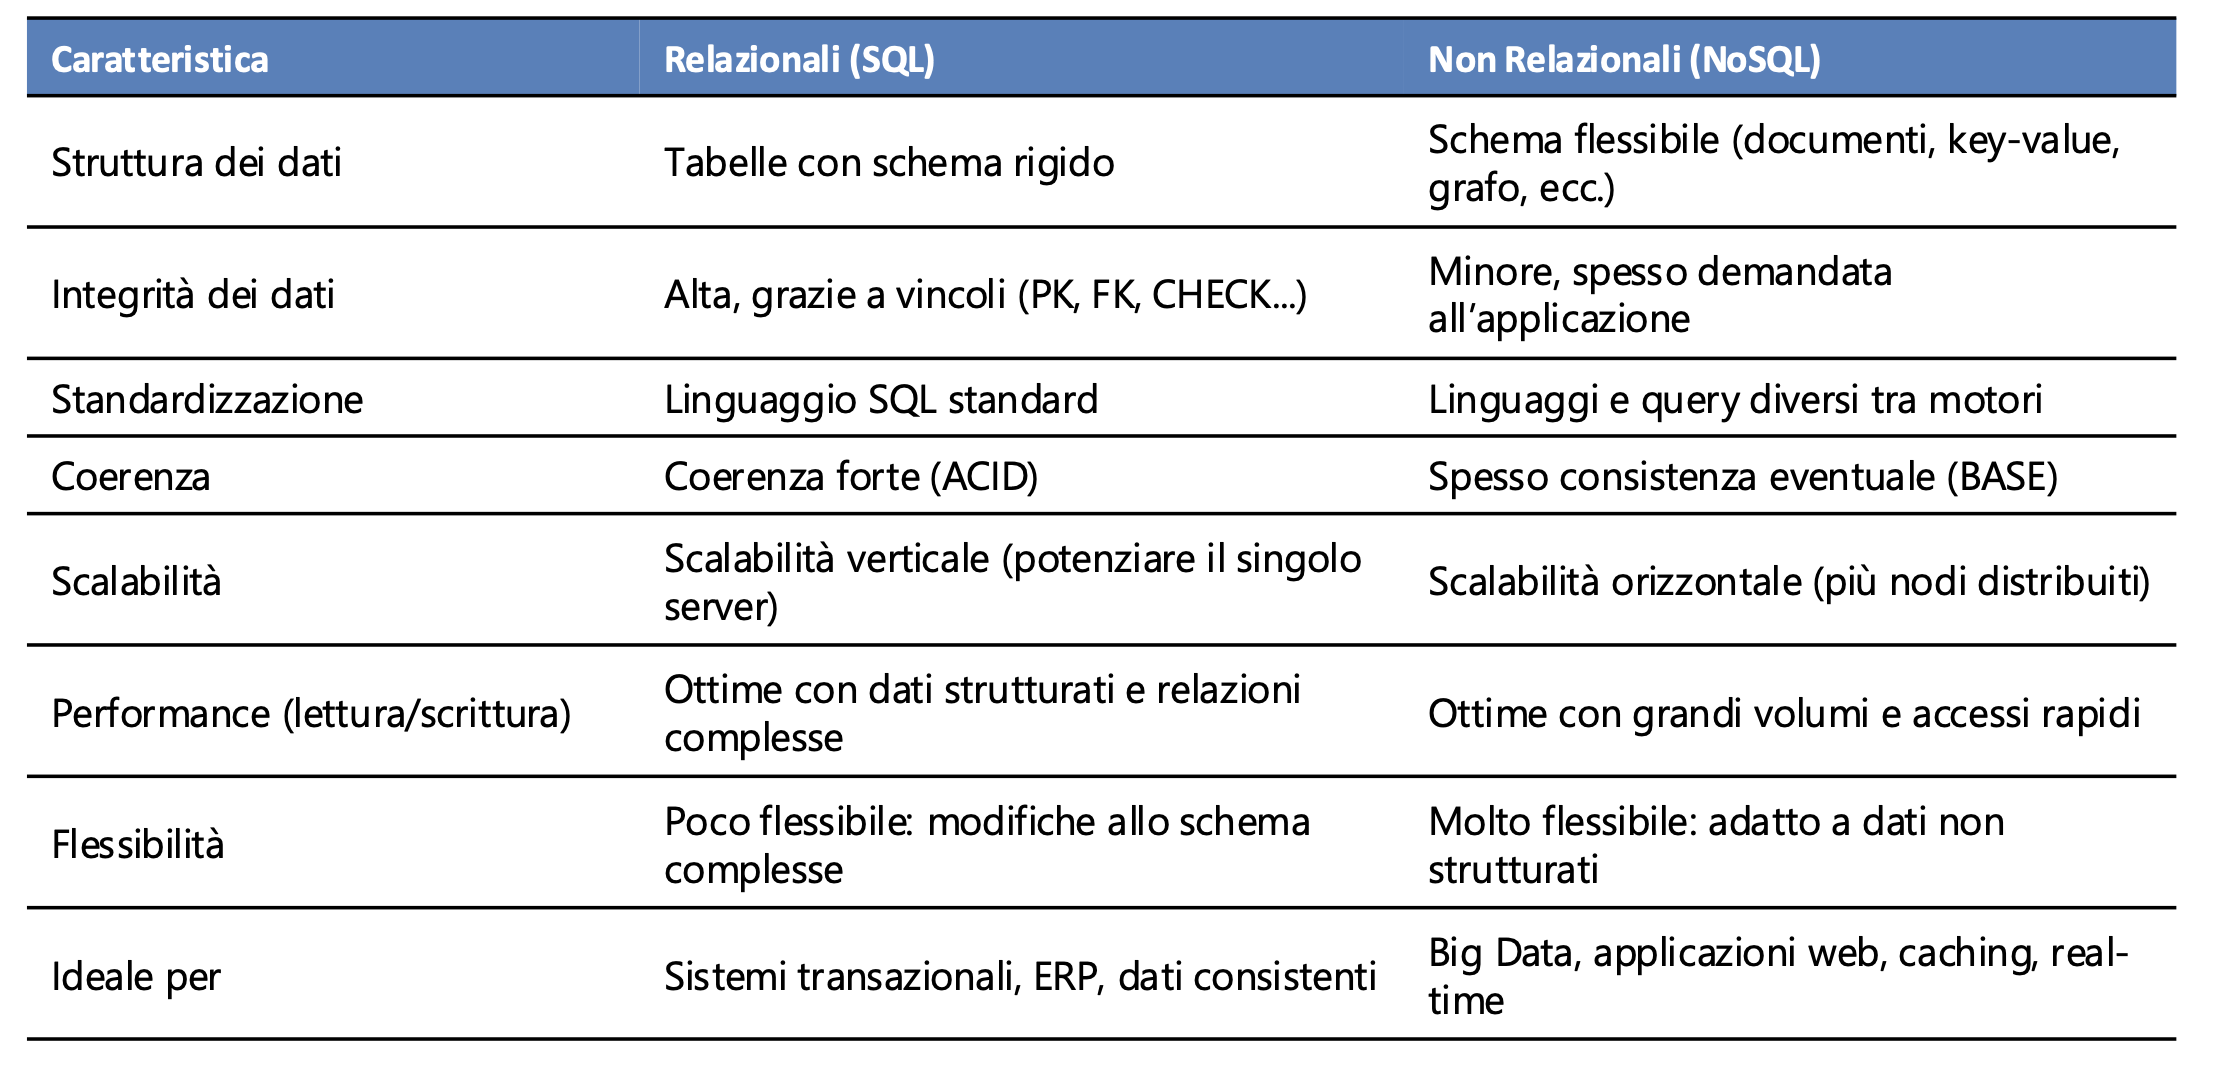 Caratteristica Relazionali (SQL) Non Relazionali (NoSQL)
Struttura dei dati Tabelle con schema rigido Schema flessibile (documenti, key-value,
grafo, ecc.)
Integrità dei dati Alta, grazie a vincoli (PK, FK, CHECK...) Minore, spesso demandata
all’applicazione
Standardizzazione Linguaggio SQL standard Linguaggi e query diversi tra motori
Coerenza Coerenza forte (ACID) Spesso consistenza eventuale (BASE)
Scalabilità Scalabilità verticale (potenziare il singolo
server) Scalabilità orizzontale (più nodi distribuiti)
Performance (lettura/scrittura) Ottime con dati strutturati e relazioni
complesse Ottime con grandi volumi e accessi rapidi
Flessibilità Poco flessibile: modifiche allo schema
complesse Molto flessibile: adatto a dati non
strutturati
Ideale per Sistemi transazionali, ERP, dati consistenti Big Data, applicazioni web, caching, real-
time